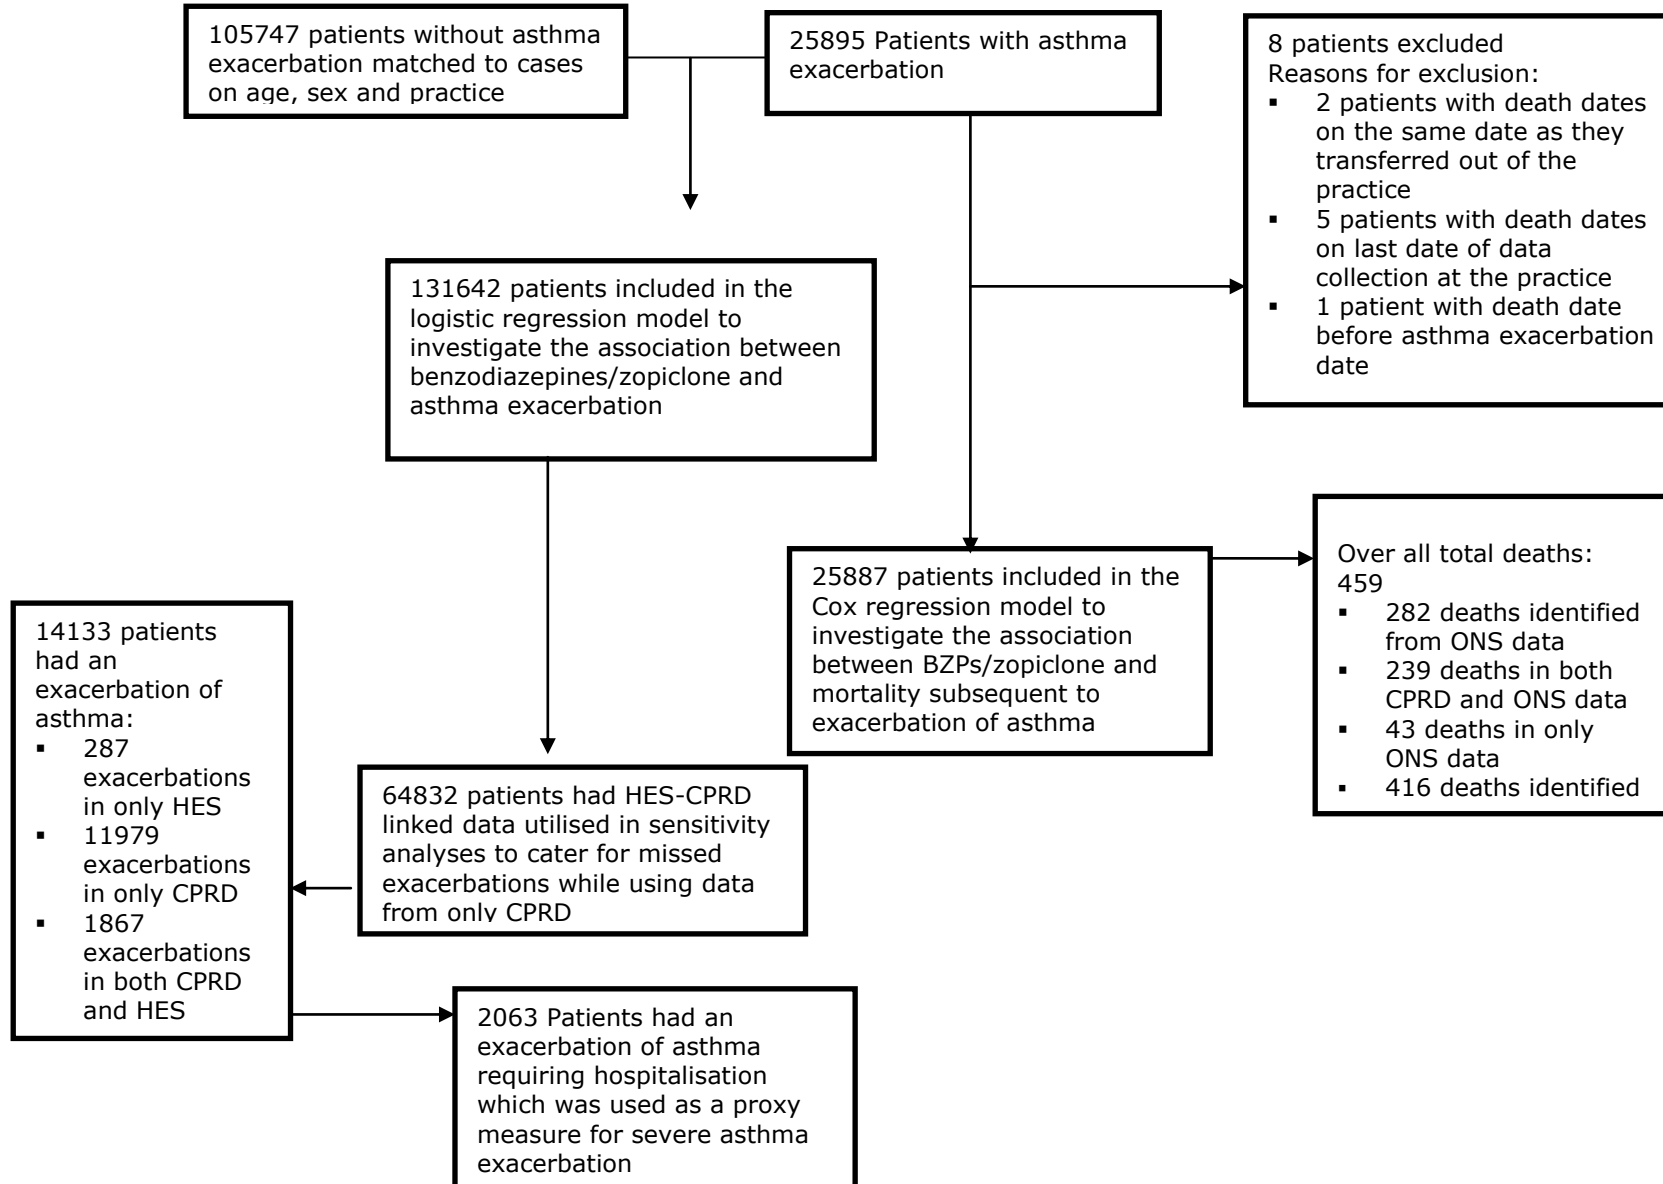 105747 patients without asthma
exacerbation matched to cases
on age, sex and practice
25895 Patients with asthma
exacerbation
8 patients excluded
Reasons for exclusion:
▪ 2 patients with death dates
on the same date as they
transferred out of the
practice
▪ 5 patients with death dates
on last date of data
collection at the practice
▪ 1 patient with death date
before asthma exacerbation
date
131642 patients included in the
logistic regression model to
investigate the association between
benzodiazepines/zopiclone and
asthma exacerbation
25887 patients included in the
Cox regression model to
investigate the association
between BZPs/zopiclone and
mortality subsequent to
exacerbation of asthma
Over all total deaths:
459
▪ 282 deaths identified
from ONS data
▪ 239 deaths in both
CPRD and ONS data
▪ 43 deaths in only
ONS data
▪ 416 deaths identified
14133 patients
had an
exacerbation of
asthma:
▪ 287
exacerbations
in only HES
▪ 11979
exacerbations
in only CPRD
▪ 1867
exacerbations
in both CPRD
and HES
64832 patients had HES-CPRD
linked data utilised in sensitivity
analyses to cater for missed
exacerbations while using data
from only CPRD
2063 Patients had an
exacerbation of asthma
requiring hospitalisation
which was used as a proxy
measure for severe asthma
exacerbation